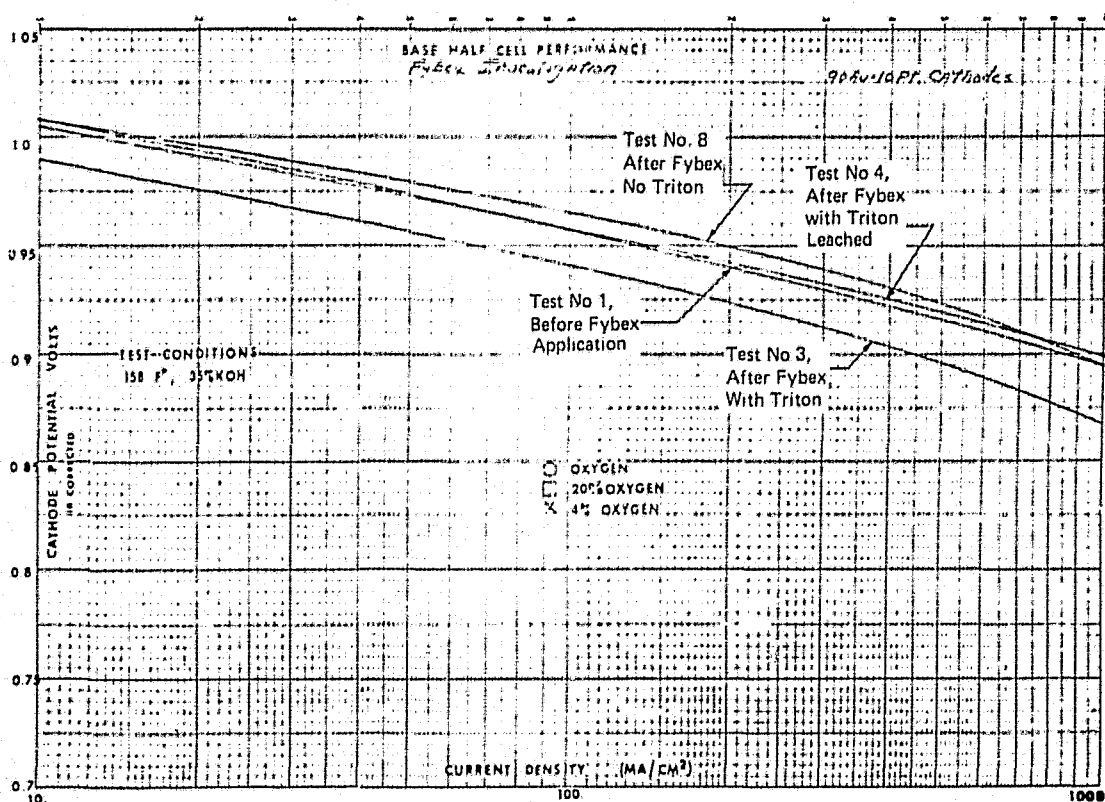 1 05
BASE HALF CELL PERFORMANCE
Fybex Investigation
90Au-10Pt. Cathodes
1 0
Test No. 8
After Fybex
No Triton
Test No 4,
After Fybex
with Triton
Leached
0 95
Test No 1,
Before Fybex
Application
Test No 3,
After Fybex,
With Triton
0 9
TEST CONDITIONS
158 F°, 35%KOH
CATHODE POTENTIAL VOLTS
IR CORRECTED
0 85
OXYGEN
20% OXYGEN
X 4% OXYGEN
0 8
0.75
0.7
CURRENT DENSITY (MA/CM²)
10.
100.
1000